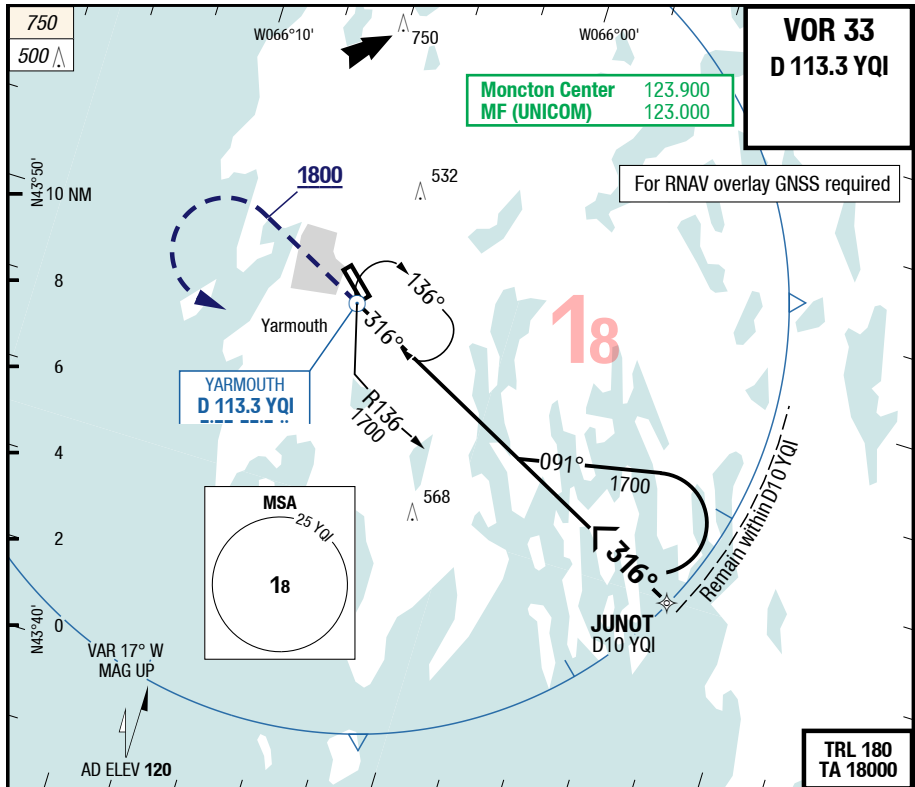 750
500
W066°10'
750
W066°00'
VOR 33
D 113.3 YQI
Moncton Center 123.900
MF (UNICOM) 123.000
For RNAV overlay GNSS required
N43°50'
10 NM
1800
532
8
136°
Yarmouth
316°
18
6
YARMOUTH
D 113.3 YQI
R136
1700
4
091°
1700
568
MSA
25 YQI
18
Remain within D10 YQI
2
316°
N43°40'
0
JUNOT
D10 YQI
VAR 17° W
MAG UP
AD ELEV 120
TRL 180
TA 18000